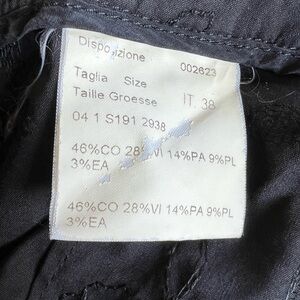 Disposizione 002623
Taglia Size
Taille Groesse IT. 38
04 1 S191 2938
46%CO 28%VI 14%PA 9%PL
3%EA
46%CO 28%VI 14%PA 9%PL
3%EA